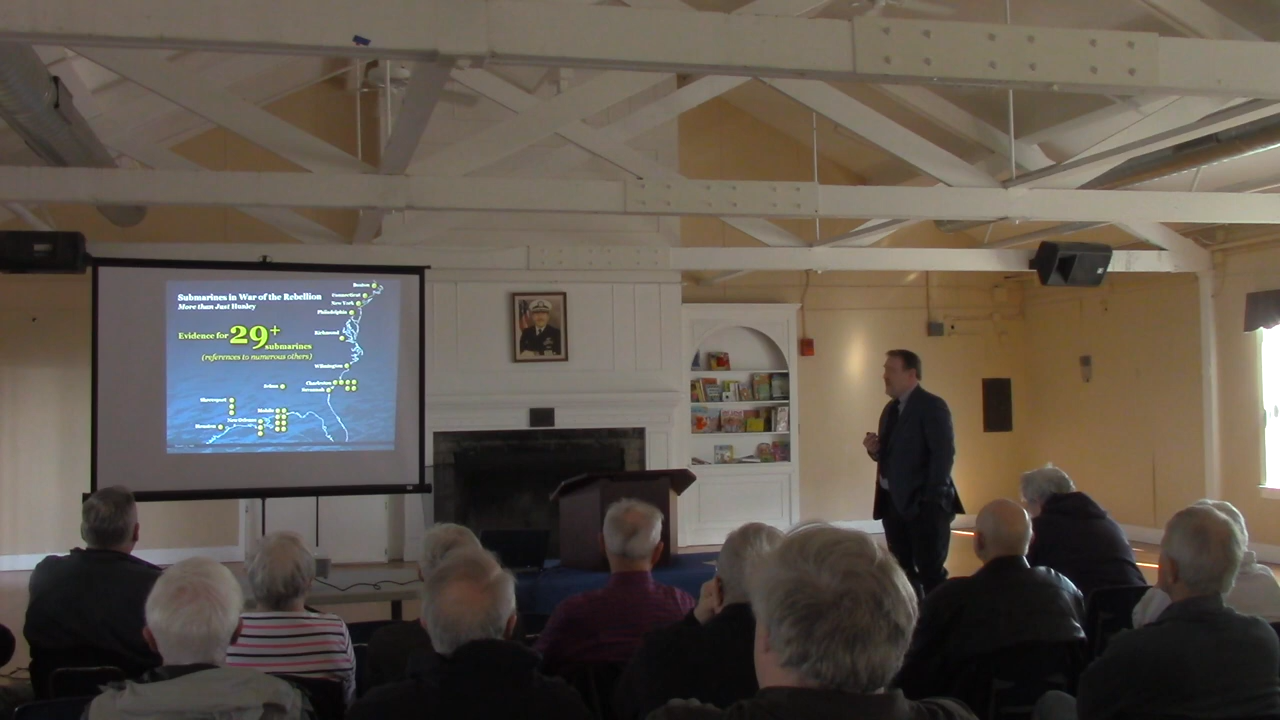 Submarines in War of the Rebellion
More than Just Hunley
Evidence for 29+
submarines
(references to numerous others)
Boston
Connecticut
New York
Philadelphia
Richmond
Wilmington
Charleston
Savannah
Selma
Shreveport
Mobile
New Orleans
Houston